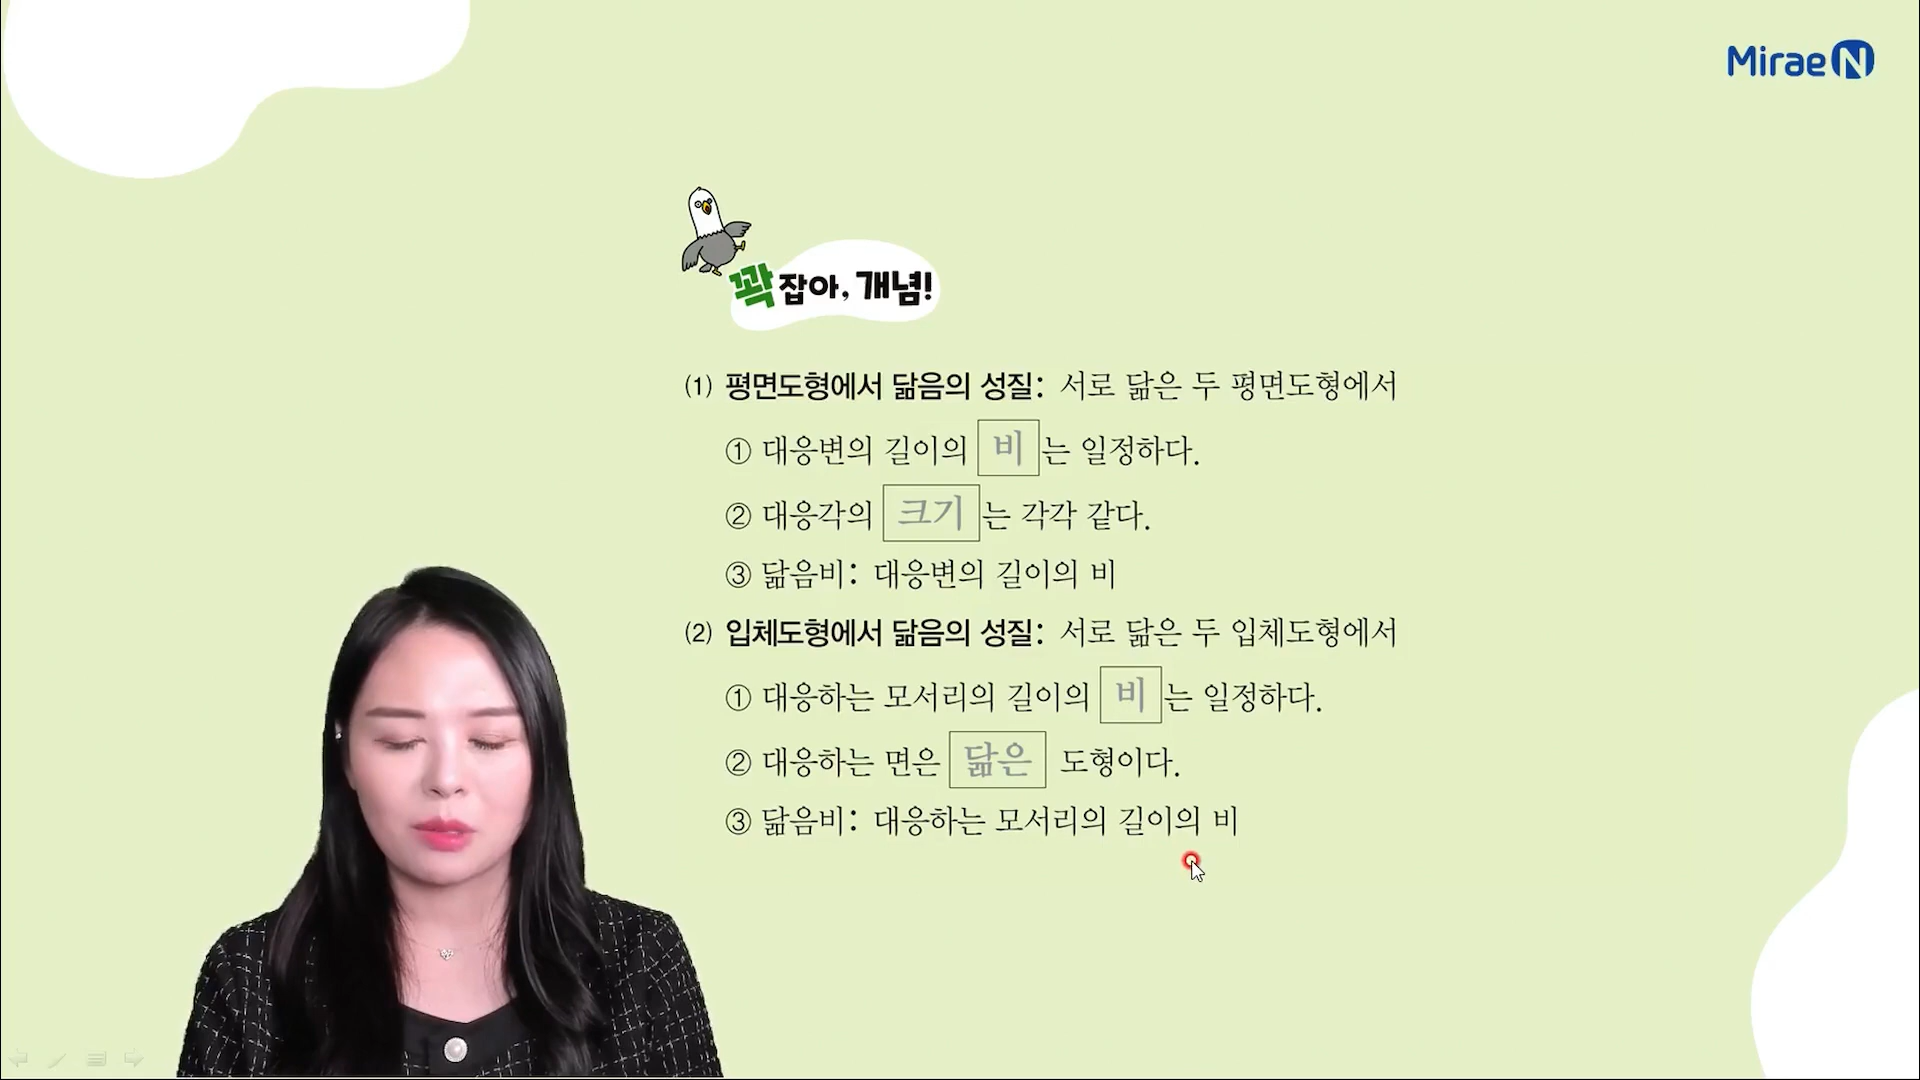 Mirae N
꽉 잡아, 개념!
(1) 평면도형에서 닮음의 성질: 서로 닮은 두 평면도형에서
① 대응변의 길이의 비 는 일정하다.
② 대응각의 크기 는 각각 같다.
③ 닮음비: 대응변의 길이의 비
(2) 입체도형에서 닮음의 성질: 서로 닮은 두 입체도형에서
① 대응하는 모서리의 길이의 비 는 일정하다.
② 대응하는 면은 닮은 도형이다.
③ 닮음비: 대응하는 모서리의 길이의 비